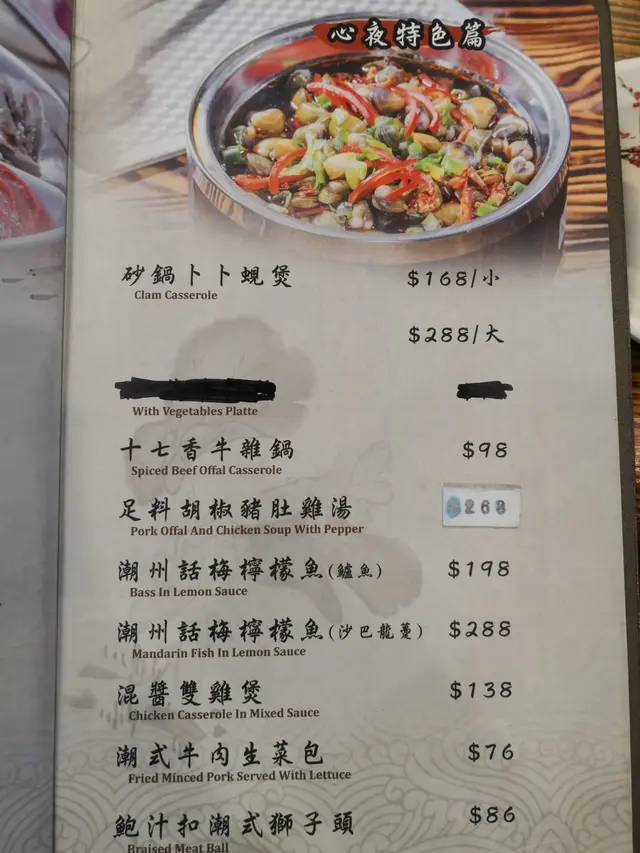 心夜特色篇
砂鍋卜卜蜆煲 $168/小
Clam Casserole
$288/大
With Vegetables Platte
十七香牛雜鍋 $98
Spiced Beef Offal Casserole
足料胡椒豬肚雞湯 $268
Pork Offal And Chicken Soup With Pepper
潮州話梅檸檬魚(鱸魚) $198
Bass In Lemon Sauce
潮州話梅檸檬魚(沙巴龍躉) $288
Mandarin Fish In Lemon Sauce
混醬雙雞煲 $138
Chicken Casserole In Mixed Sauce
潮式牛肉生菜包 $76
Fried Minced Pork Served With Lettuce
鮑汁扣潮式獅子頭 $86
Braised Meat Ball